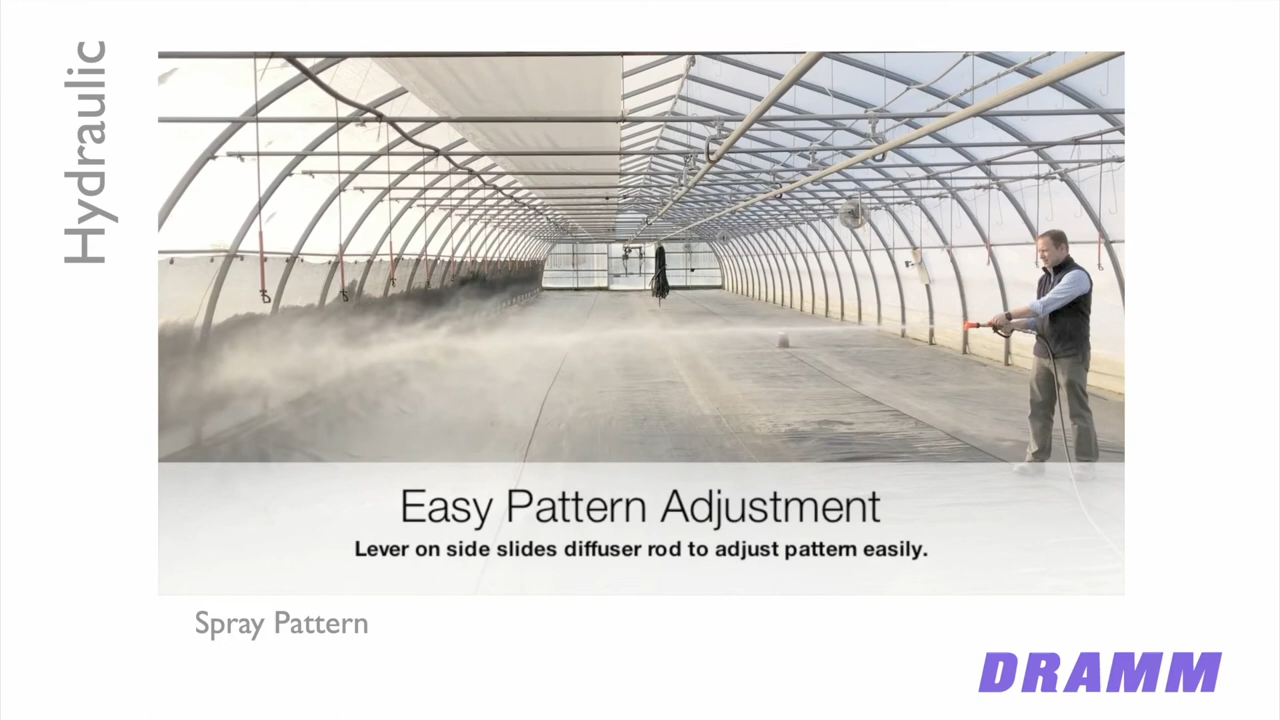 Hydraulic
Easy Pattern Adjustment
Lever on side slides diffuser rod to adjust pattern easily.
Spray Pattern
DRAMM